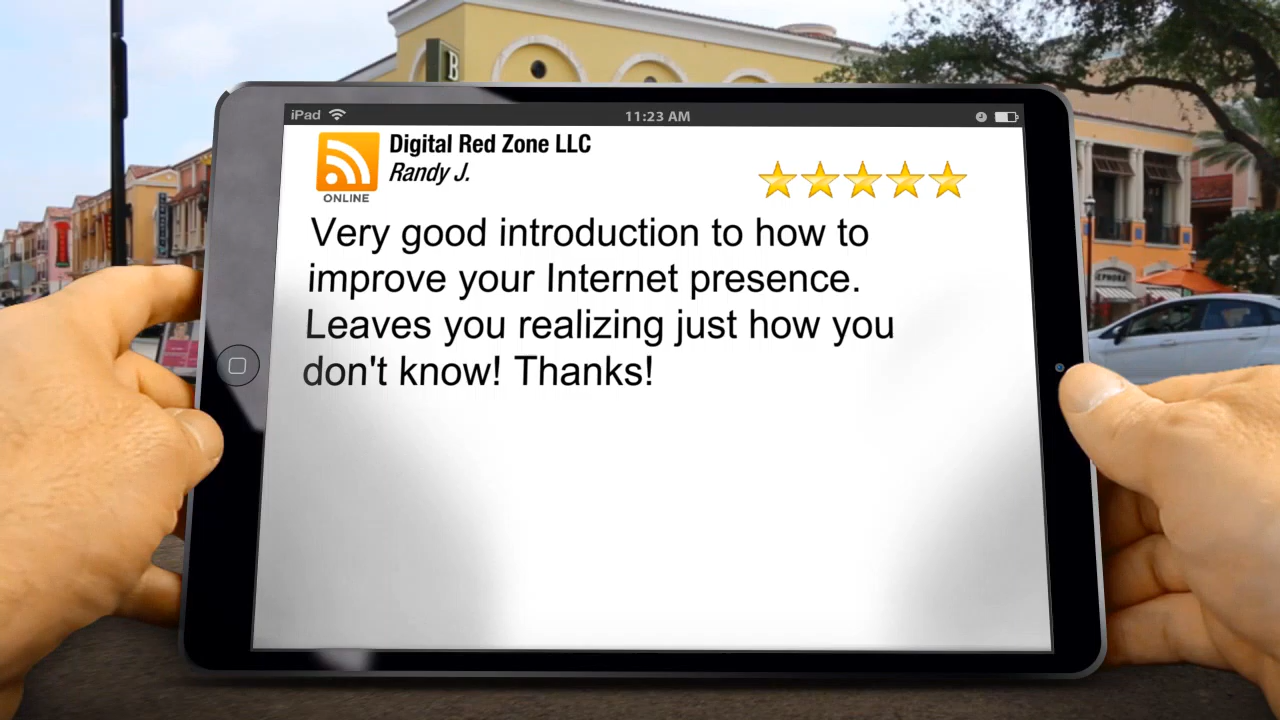 iPad 11:23 AM
Digital Red Zone LLC
Randy J.
ONLINE
Very good introduction to how to
improve your Internet presence.
Leaves you realizing just how you
don't know! Thanks!
B
SEPHORA